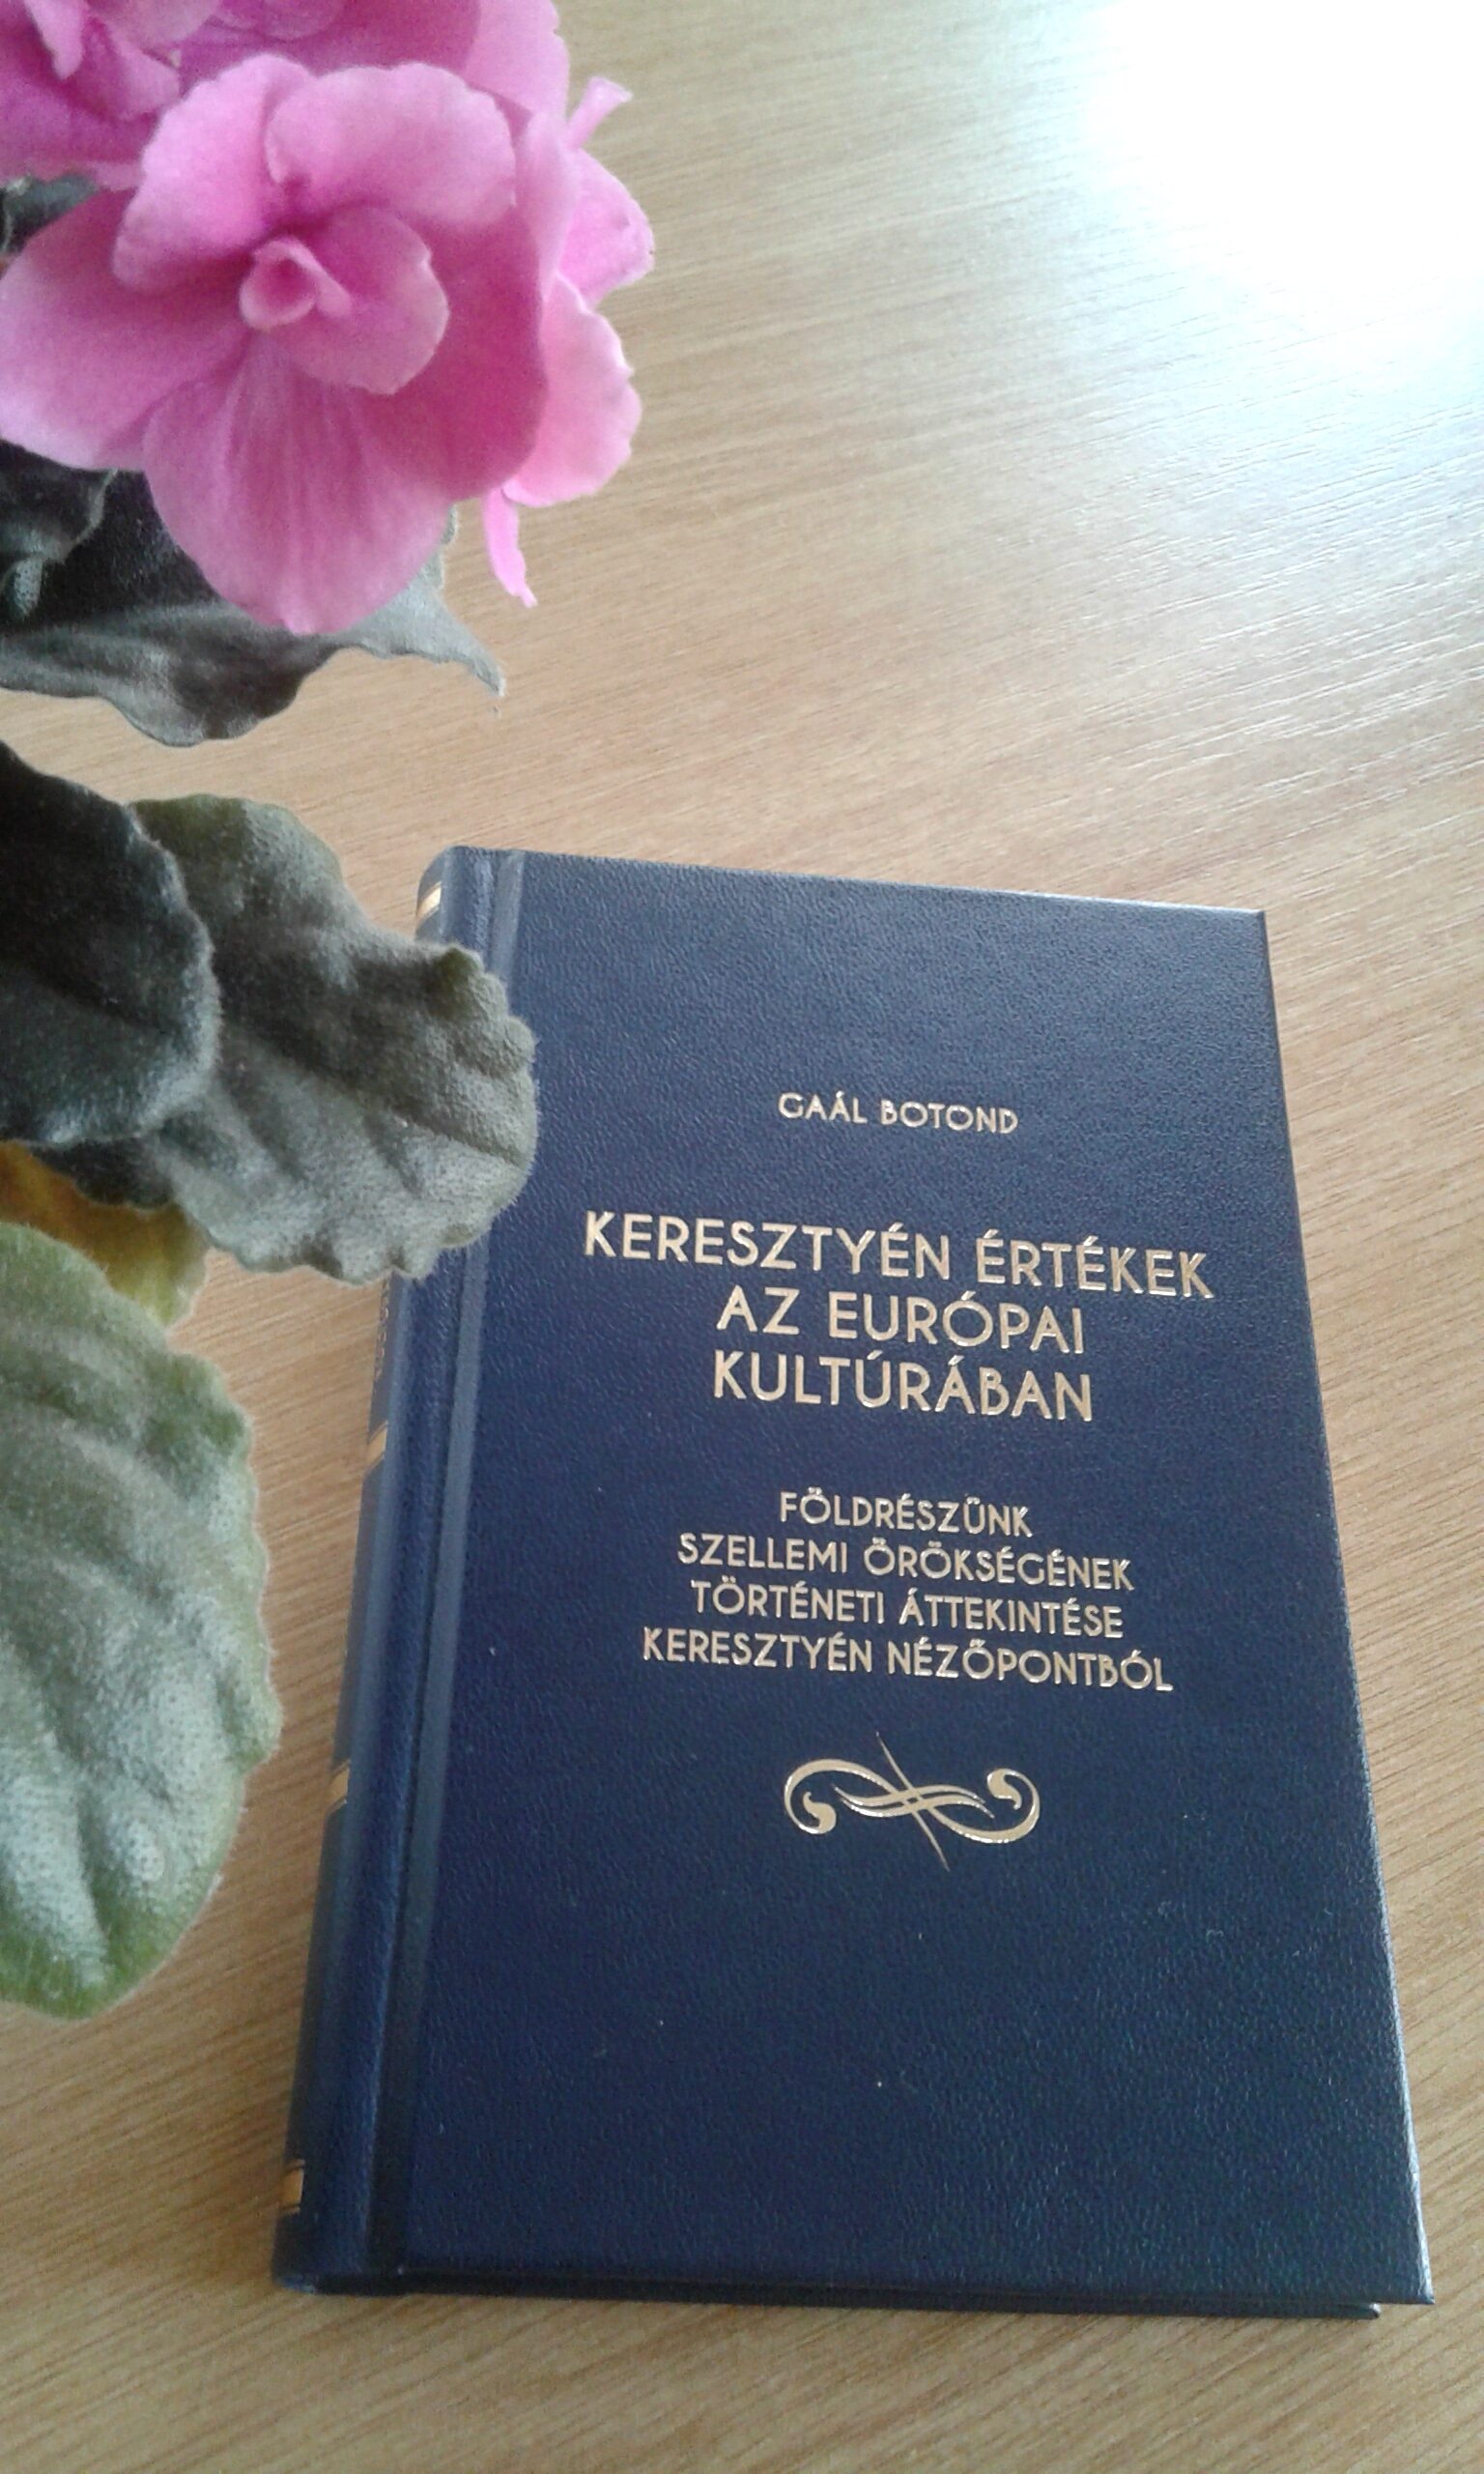 GAÁL BOTOND
KERESZTYÉN ÉRTÉKEK
AZ EURÓPAI
KULTÚRÁBAN
FÖLDRÉSZÜNK
SZELLEMI ÖRÖKSÉGÉNEK
TÖRTÉNETI ÁTTEKINTÉSE
KERESZTYÉN NÉZŐPONTBÓL